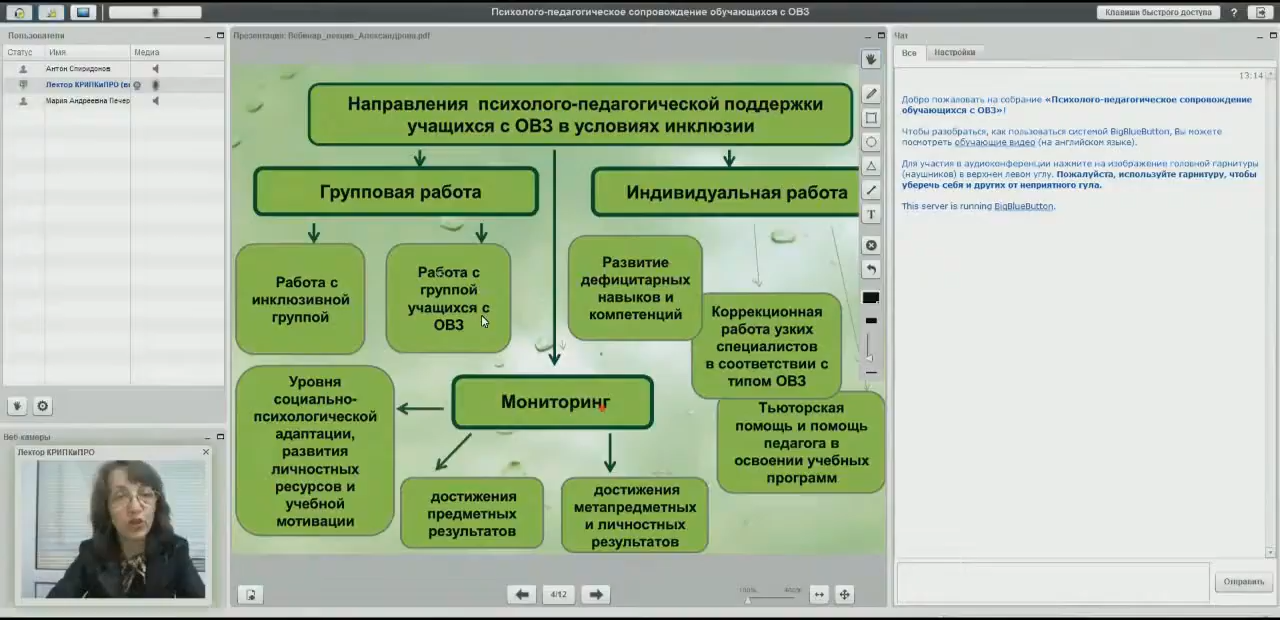 Психолого-педагогическое сопровождение обучающихся с ОВЗ
Клавиши быстрого доступа
?
Пользователи
Статус Имя Медиа
Антон Спиридонов
Лектор КРИПКиПРО
Мария Андреевна Печер
Веб-камеры
Лектор КРИПКиПРО
Презентация: Вебинар_лекция_Александрова.pdf
Направления психолого-педагогической поддержки
учащихся с ОВЗ в условиях инклюзии
Групповая работа
Индивидуальная работа
Работа с
инклюзивной
группой
Работа с
группой
учащихся с
ОВЗ
Развитие
дефицитарных
навыков и
компетенций
Коррекционная
работа узких
специалистов
в соответствии с
типом ОВЗ
Тьюторская
помощь и помощь
педагога в
освоении учебных
программ
Мониторинг
Уровня
социально-
психологической
адаптации,
развития
личностных
ресурсов и
учебной
мотивации
достижения
предметных
результатов
достижения
метапредметных
и личностных
результатов
T
4/12
100% 400%
Чат
Все Настройки
13:14
Добро пожаловать на собрание «Психолого-педагогическое сопровождение
обучающихся с ОВЗ»!
Чтобы разобраться, как пользоваться системой BigBlueButton, Вы можете
посмотреть обучающие видео (на английском языке).
Для участия в аудиоконференции нажмите на изображение головной гарнитуры
(наушников) в верхнем левом углу. Пожалуйста, используйте гарнитуру, чтобы
уберечь себя и других от неприятного гула.
This server is running BigBlueButton.
Отправить